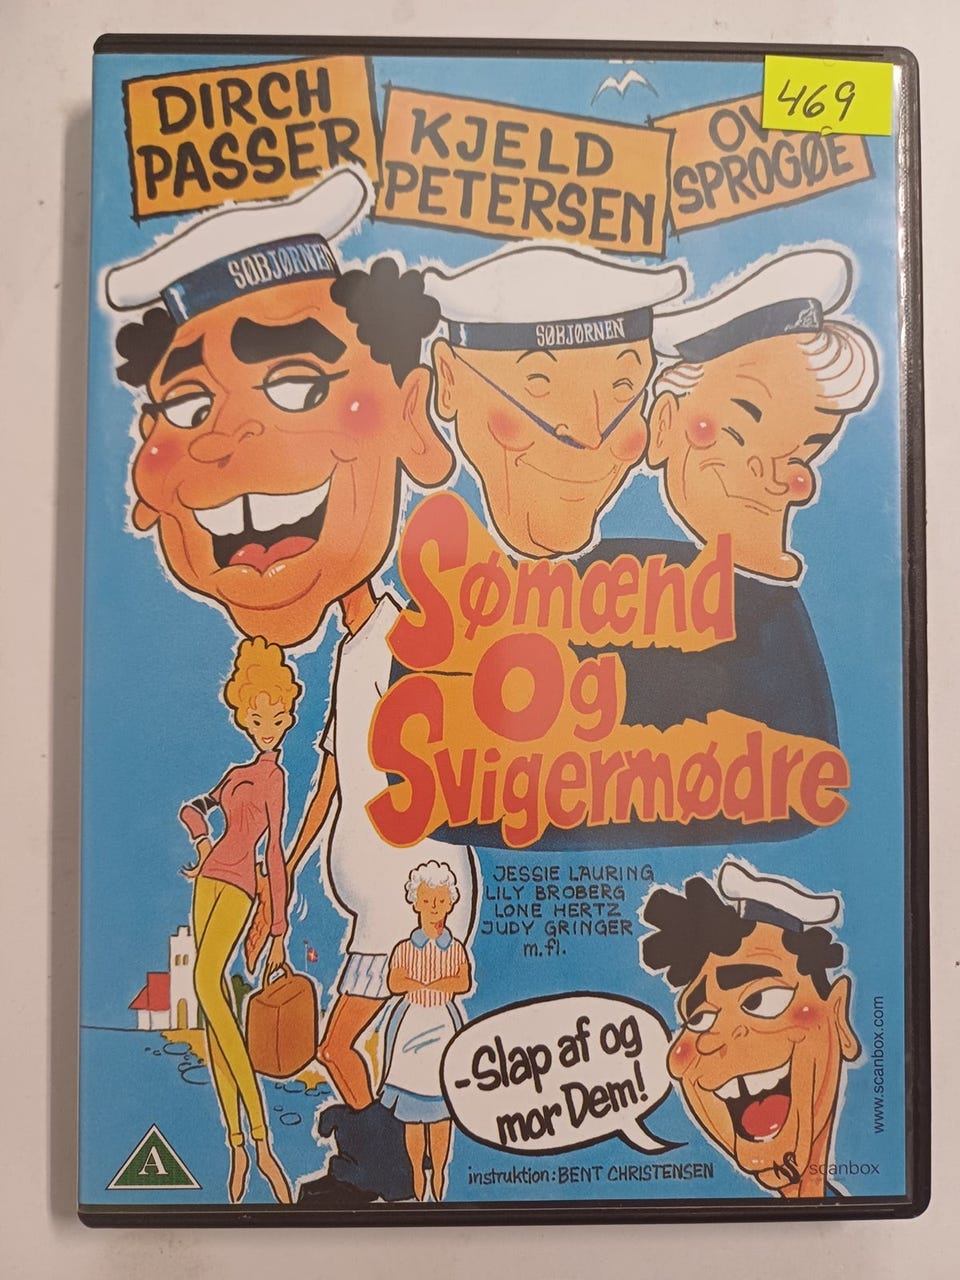 DIRCH
PASSER
KJELD
PETERSEN
SPROGØE
469
SØBJØRNEN
SØBJØRNEN
Sømænd
og
Svigermødre
JESSIE LAURING
LILY BROBERG
LONE HERTZ
JUDY GRINGER
m.fl.
-Slap af og
mor Dem!
instruktion: BENT CHRISTENSEN
A
scanbox
www.scanbox.com